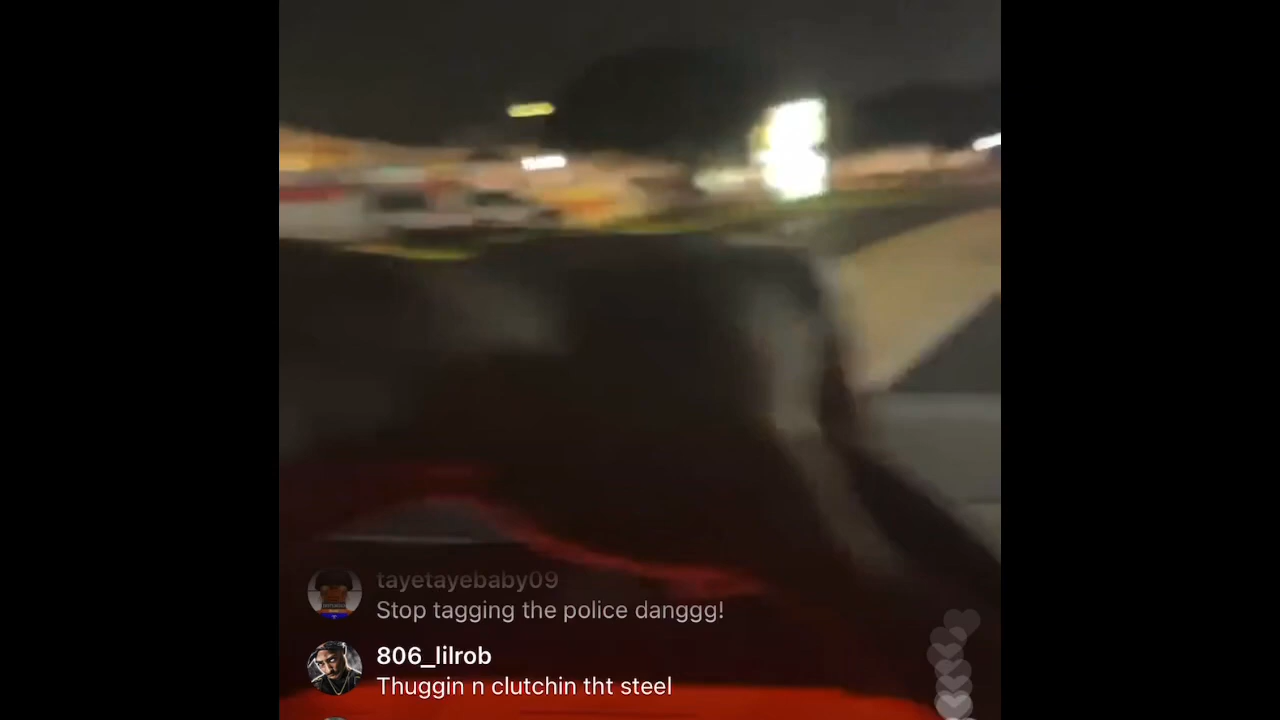 tayetayebaby09
Stop tagging the police danggg!
806_lilrob
Thuggin n clutchin tht steel